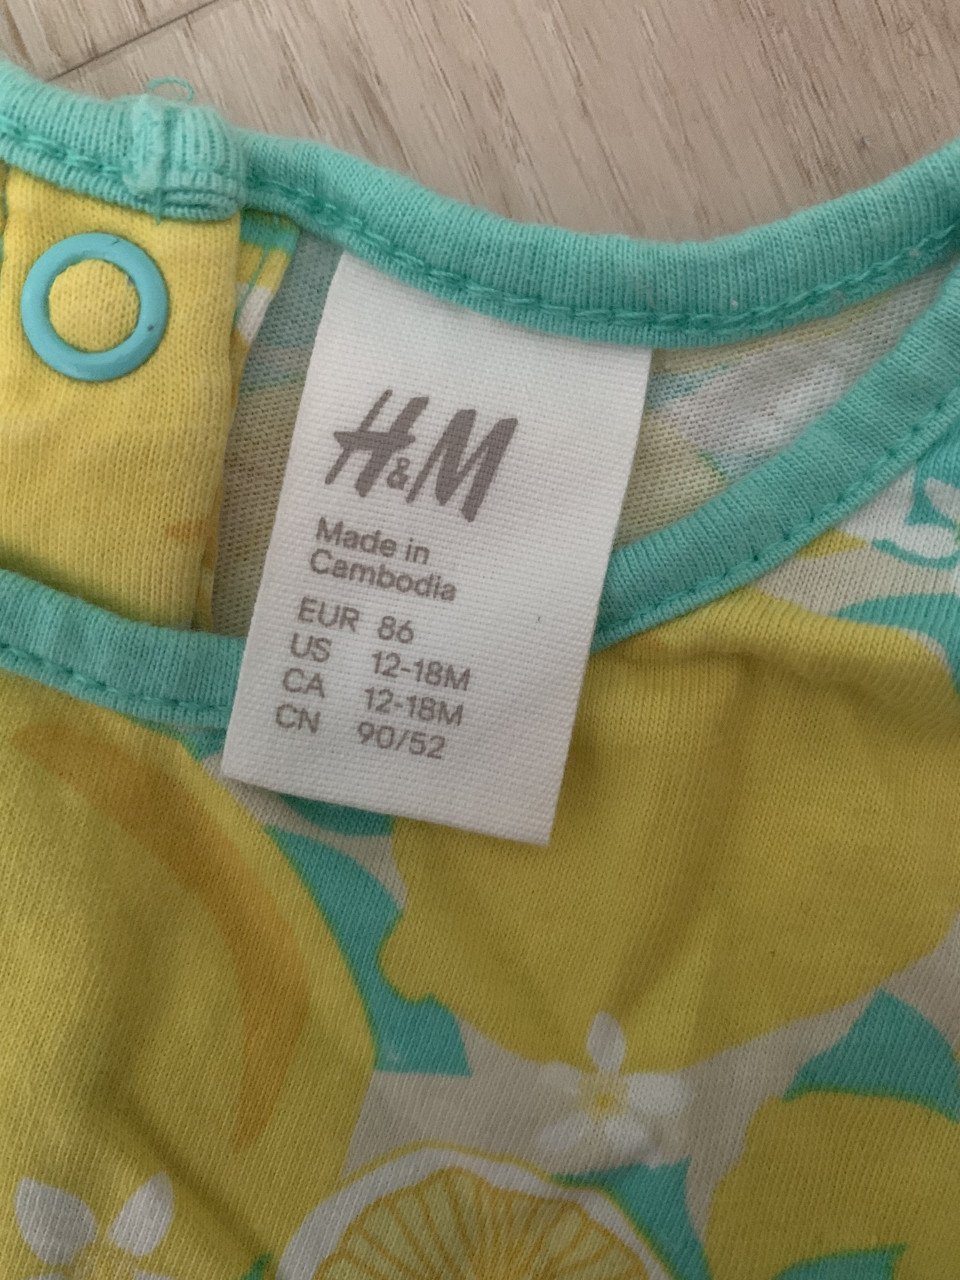 H&M
Made in
Cambodia
EUR 86
US 12-18M
CA 12-18M
CN 90/52